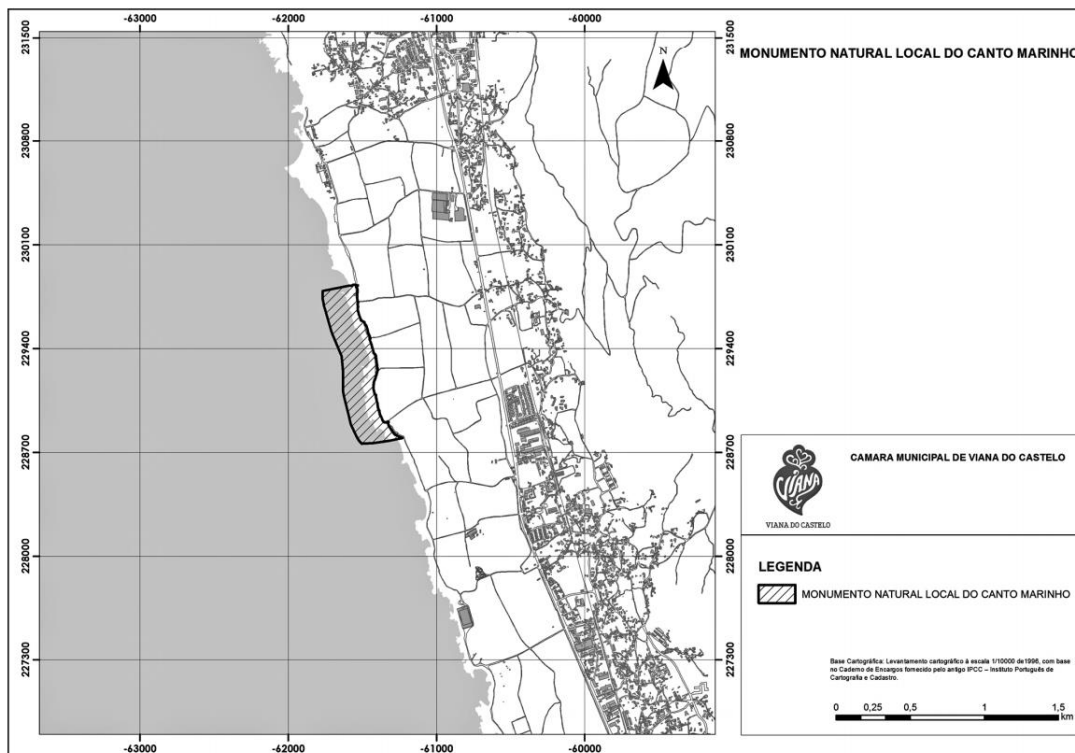 -63000 -62000 -61000 -60000
231500 231500
MONUMENTO NATURAL LOCAL DO CANTO MARINHO
N
230800 230800
230100 230100
229400 229400
228700 228700
CAMARA MUNICIPAL DE VIANA DO CASTELO
VIANA
VIANA DO CASTELO
228000 228000
LEGENDA
MONUMENTO NATURAL LOCAL DO CANTO MARINHO
227300 227300
Base Cartográfica: Levantamento cartográfico à escala 1/10000 de1996, com base
no Caderno de Encargos fornecido pelo antigo IPCC – Instituto Português de
Cartografia e Cadastro.
0 0,25 0,5 1 1,5
km
-63000 -62000 -61000 -60000